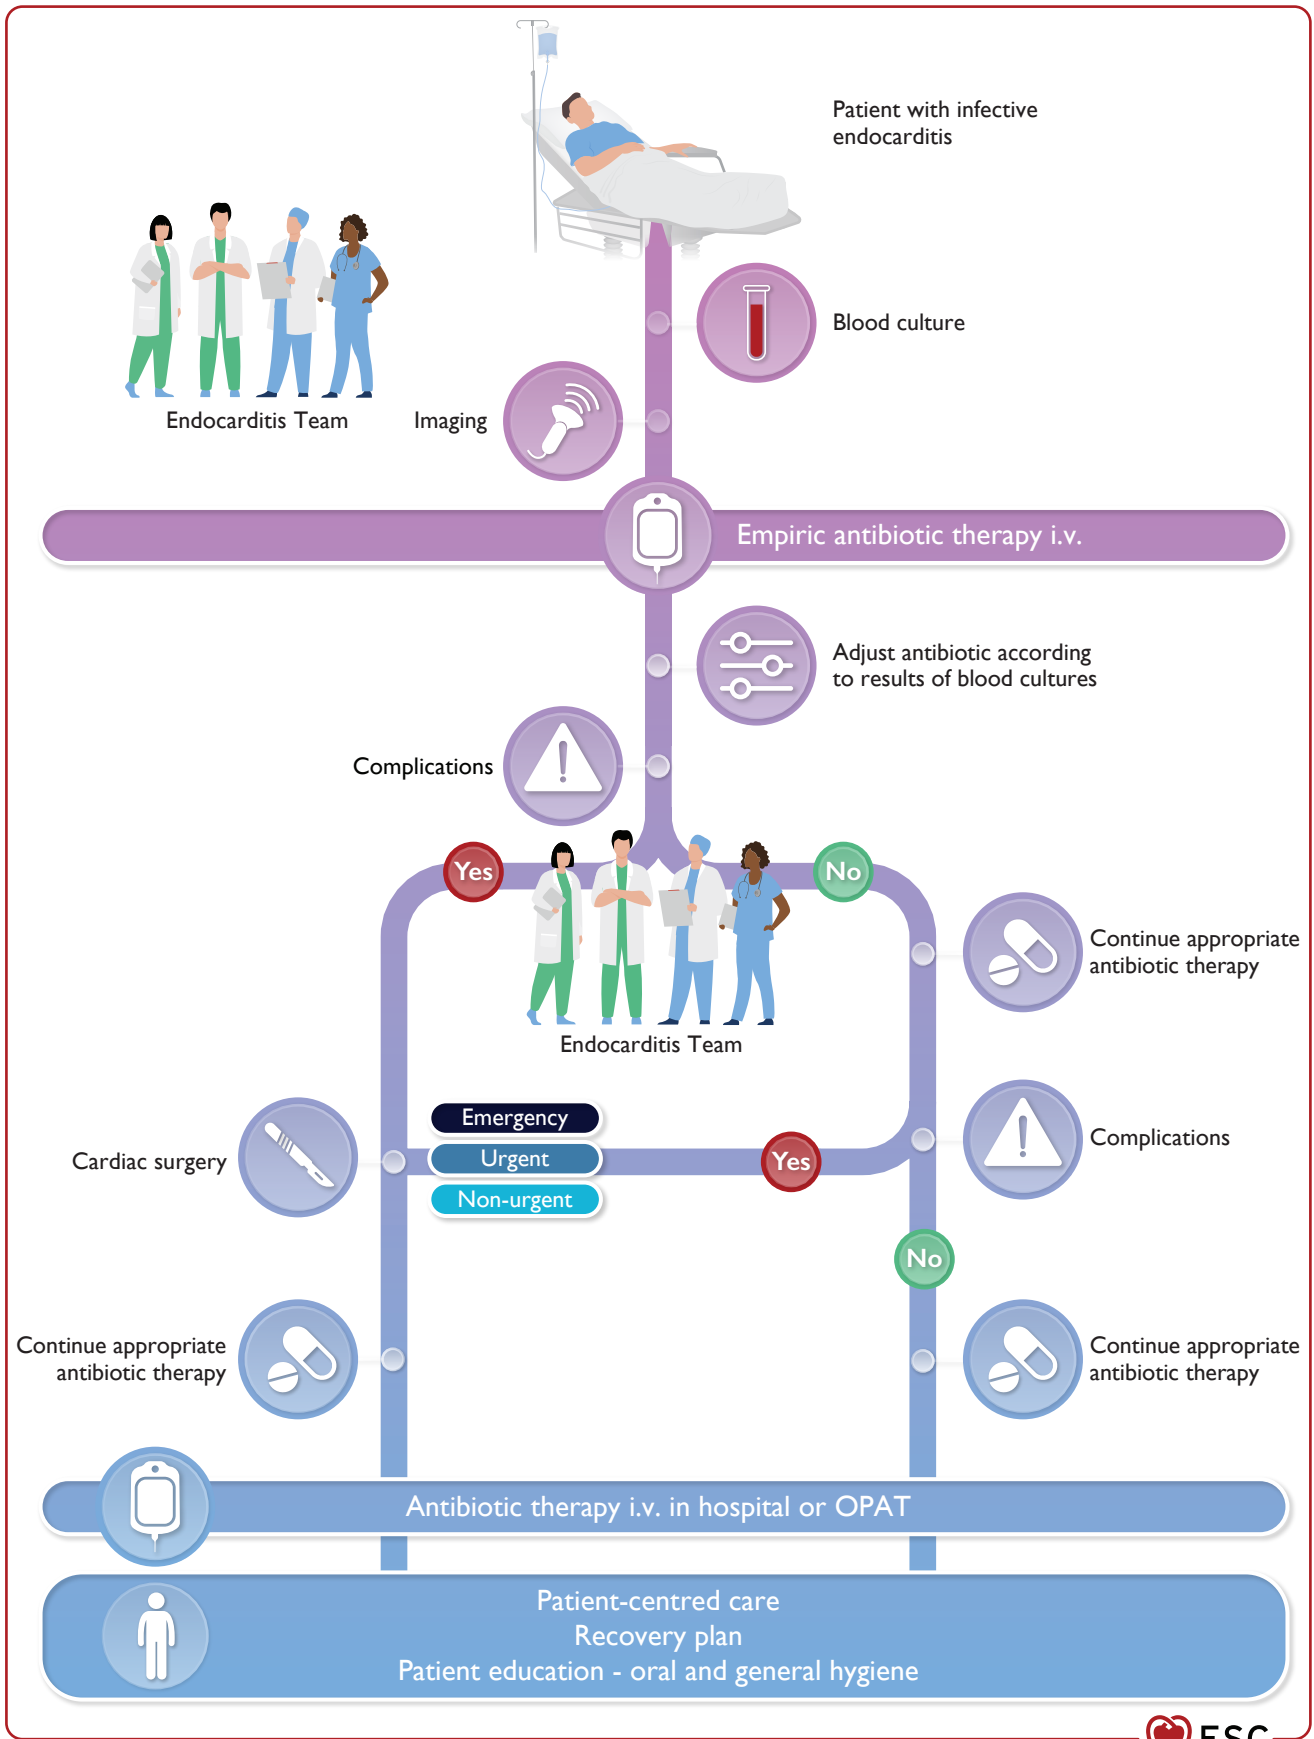 Patient with infective
endocarditis
Blood culture
Endocarditis Team
Imaging
Empiric antibiotic therapy i.v.
Adjust antibiotic according
to results of blood cultures
Complications
Yes
No
Continue appropriate
antibiotic therapy
Endocarditis Team
Emergency
Cardiac surgery
Urgent
Yes
Complications
Non-urgent
No
Continue appropriate
antibiotic therapy
Continue appropriate
antibiotic therapy
Antibiotic therapy i.v. in hospital or OPAT
Patient-centred care
Recovery plan
Patient education - oral and general hygiene
ESC